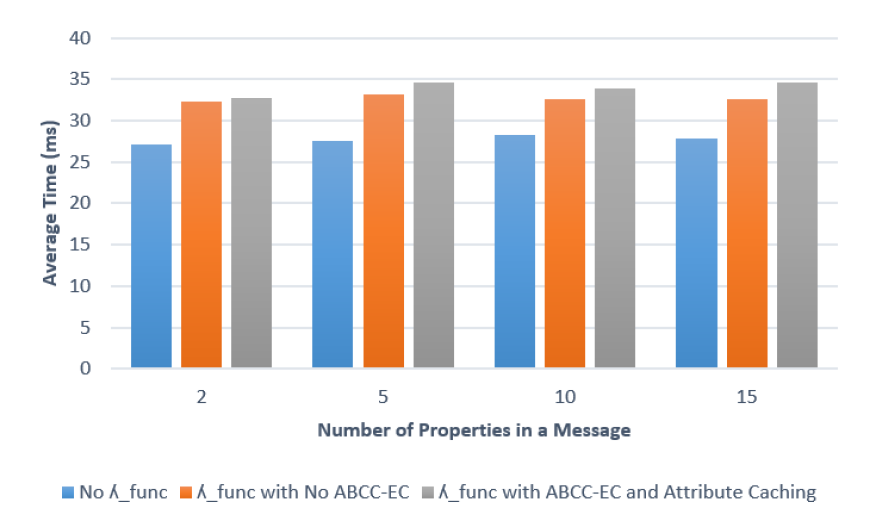 40
35
30
25
20
15
10
5
0
Average Time (ms)
2 5 10 15
Number of Properties in a Message
No ʎ_func ʎ_func with No ABCC-EC ʎ_func with ABCC-EC and Attribute Caching